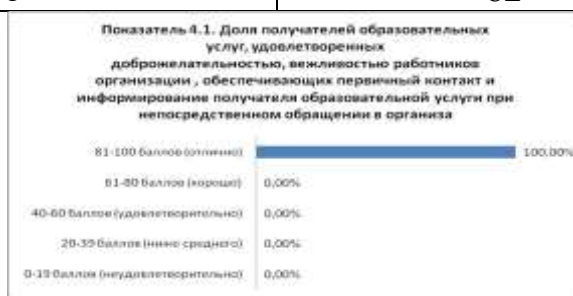 Показатель 4.1. Доля получателей образовательных
услуг, удовлетворенных
доброжелательностью, вежливостью работников
организации , обеспечивающих первичный контакт и
информирование получателя образовательной услуги при
непосредственном обращении в организа
81-100 баллов (отлично) 100,00%
61-80 баллов (хорошо) 0,00%
40-60 баллов (удовлетворительно) 0,00%
20-39 баллов (ниже среднего) 0,00%
0-19 баллов (неудовлетворительно) 0,00%